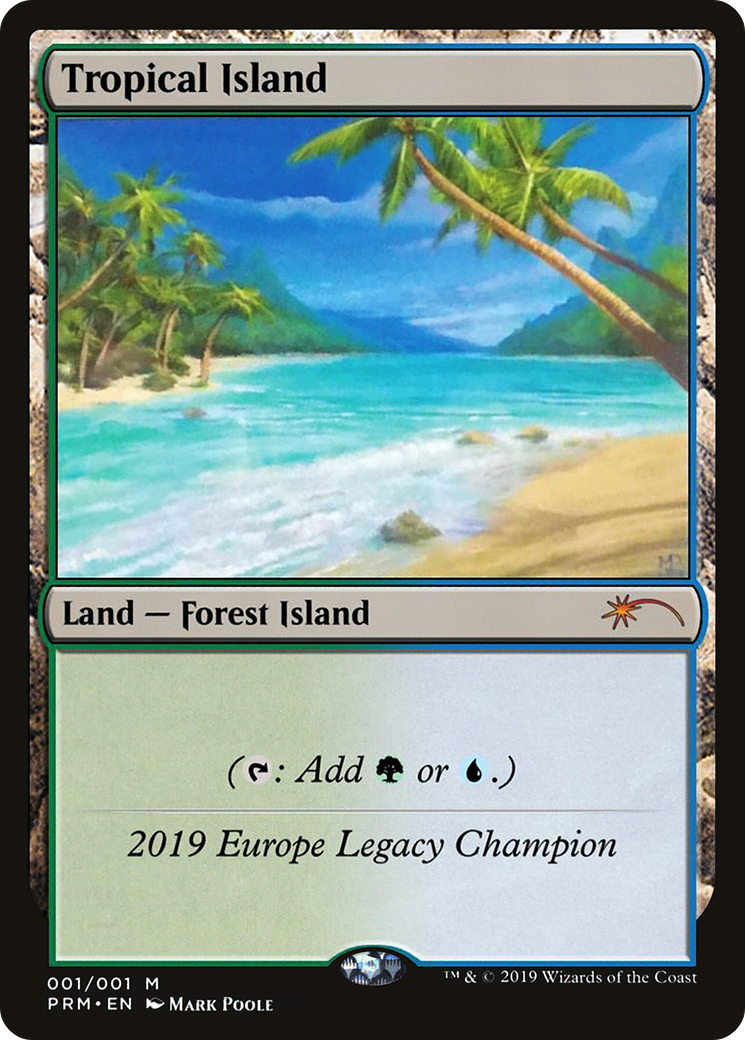 Tropical Island
Land — Forest Island
(: Add or .)
2019 Europe Legacy Champion
001/001 M
PRM • EN Mark Poole
™ & © 2019 Wizards of the Coast